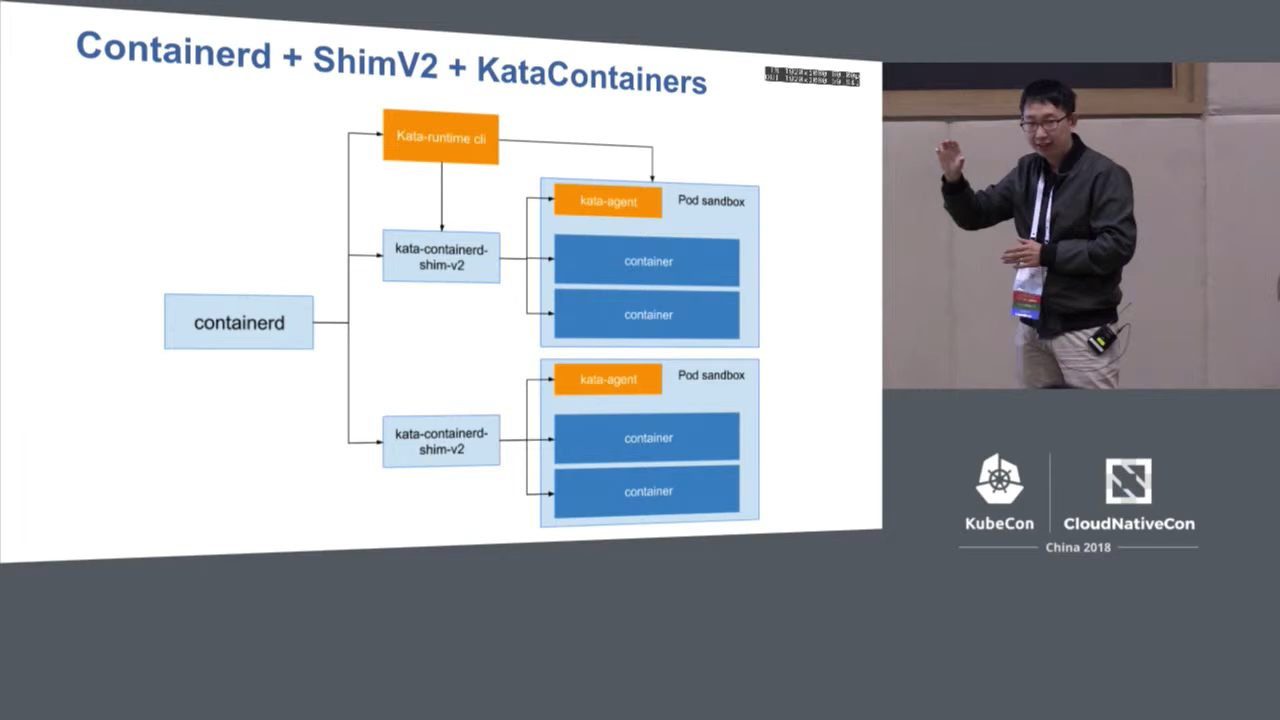 Containerd + ShimV2 + KataContainers
Kata-runtime cli
kata-agent
Pod sandbox
kata-containerd-
shim-v2
container
container
containerd
kata-agent
Pod sandbox
kata-containerd-
shim-v2
container
container
KubeCon
CloudNativeCon
China 2018